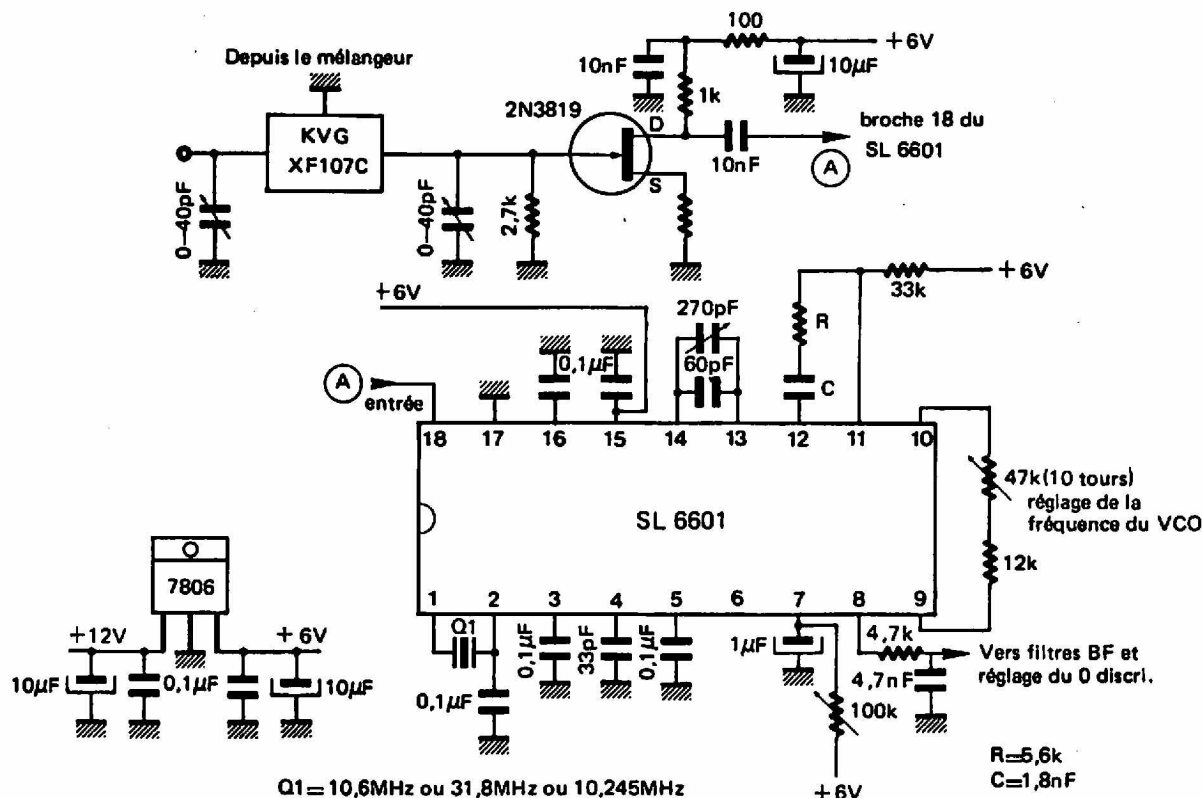 Depuis le mélangeur
KVG
XF107C
0–40pF
0–40pF
2,7k
2N3819
D
S
10nF
1k
100
+6V
10µF
10nF
broche 18 du
SL 6601
A
+6V
A
entrée
0,1µF
270pF
60pF
R
C
33k
+6V
18 17 16 15 14 13 12 11 10
SL 6601
1 2 3 4 5 6 7 8 9
47k(10 tours)
réglage de la
fréquence du VCO
12k
7806
+12V
+6V
10µF
0,1µF
10µF
Q1
0,1µF
0,1µF
33pF
0,1µF
1µF
100k
+6V
4,7k
4,7nF
Vers filtres BF et
réglage du 0 discri.
R=5,6k
C=1,8nF
Q1= 10,6MHz ou 31,8MHz ou 10,245MHz